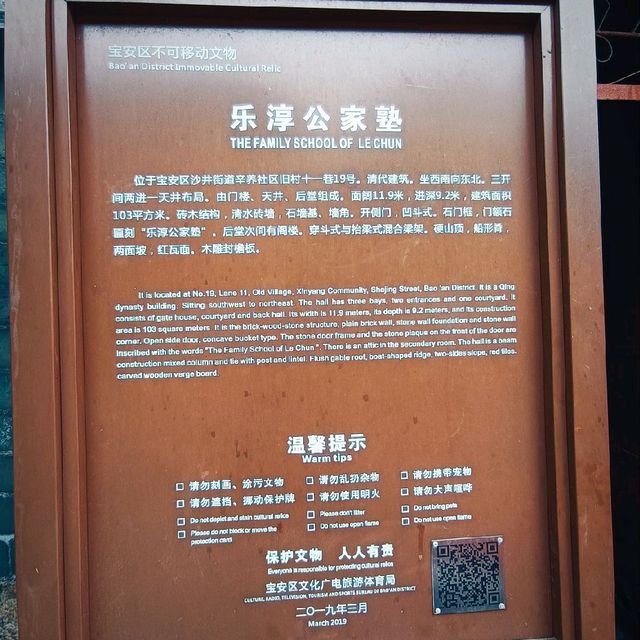 宝安区不可移动文物
Bao'an District Immovable Cultural Relic
乐淳公家塾
THE FAMILY SCHOOL OF LE CHUN
位于宝安区沙井街道辛养社区旧村十一巷19号。清代建筑。坐西南向东北。三开
间两进一天井布局。由门楼、天井、后堂组成。面阔11.9米，进深9.2米，建筑面积
103平方米。砖木结构，清水砖墙，石墙基、墙角。开侧门，凹斗式。石门框，门额石
匾刻“乐淳公家塾”。后堂次间有阁楼。穿斗式与抬梁式混合梁架。硬山顶，船形脊，
两面坡，红瓦面。木雕封檐板。
It is located at No.19, Lane 11, Old Village, Xinyang Community, Shajing Street, Bao'an District. It is a Qing
dynasty building. Sitting southwest to northeast. The hall has three bays, two entrances and one courtyard. It
consists of gate house, courtyard and back hall. Its width is 11.9 meters, its depth is 9.2 meters, and its construction
area is 103 square meters. It is the brick-wood-stone structure, plain brick wall, stone wall foundation and stone wall
corner. Open side door, concave bucket type. The stone door frame and the stone plaque on the front of the door are
inscribed with the words "The Family School of Le Chun". There is an attic in the secondary room. The hall is a beam
construction mixed column and tie with post and lintel. Flush gable roof, boat-shaped ridge, two-sides slope, red tiles.
carved wooden verge board.
温馨提示
Warm tips
请勿刻画、涂污文物 请勿乱扔杂物 请勿携带宠物
请勿遮挡、挪动保护牌 请勿使用明火 请勿大声喧哗
Do not depict and stain cultural relics Please don't litter Do not bring pets
Please do not block or move the Do not use open flame Do not use open flame
protection card
保护文物 人人有责
Everyone is responsible for protecting cultural relics
宝安区文化广电旅游体育局
CULTURE, RADIO, TELEVISION, TOURISM AND SPORTS BUREAU OF BAO'AN DISTRICT
二〇一九年三月
March 2019